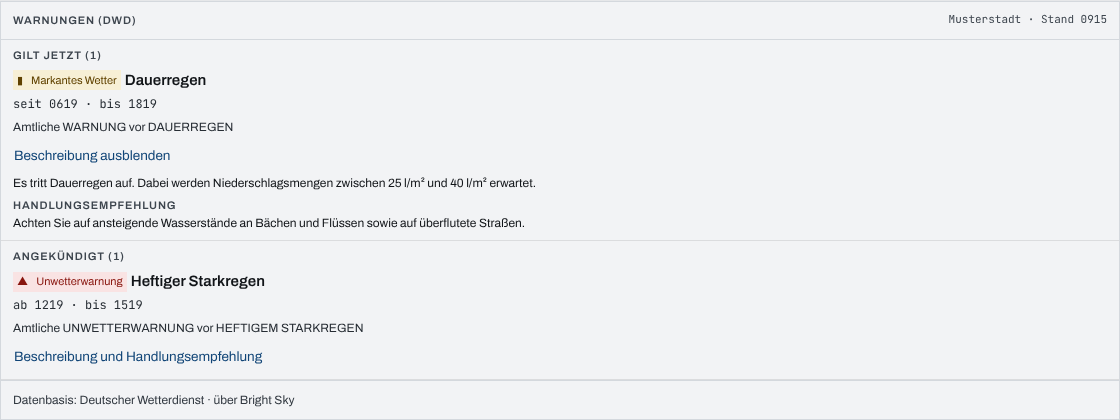 WARNUNGEN (DWD)
Musterstadt · Stand 0915
GILT JETZT (1)
Markantes Wetter Dauerregen
seit 0619 · bis 1819
Amtliche WARNUNG vor DAUERREGEN
Beschreibung ausblenden
Es tritt Dauerregen auf. Dabei werden Niederschlagsmengen zwischen 25 l/m² und 40 l/m² erwartet.
HANDLUNGSEMPFEHLUNG
Achten Sie auf ansteigende Wasserstände an Bächen und Flüssen sowie auf überflutete Straßen.
ANGEKÜNDIGT (1)
Unwetterwarnung Heftiger Starkregen
ab 1219 · bis 1519
Amtliche UNWETTERWARNUNG vor HEFTIGEM STARKREGEN
Beschreibung und Handlungsempfehlung
Datenbasis: Deutscher Wetterdienst · über Bright Sky